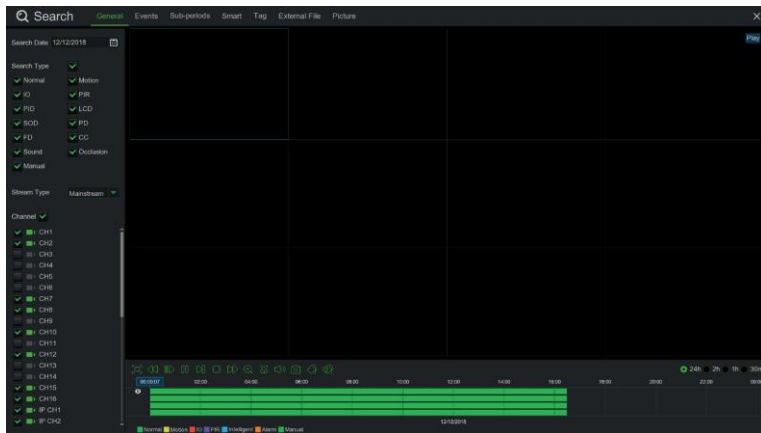 Search General Events Sub-periods Smart Tag External File Picture X
Search Date 12/12/2018
Play
Search Type
Normal Motion
IO PIR
PID LCD
SOD PD
FD CC
Sound Occlusion
Manual
Stream Type Mainstream
Channel
CH1
CH2
CH3
CH4
CH5
CH6
CH7
CH8
CH9
CH10
CH11
CH12
CH13
CH14
CH15
CH16
IP CH1
IP CH2
24h 2h 1h 30m
00:00:07 02:00 04:00 06:00 08:00 10:00 12:00 14:00 16:00 18:00 20:00 22:00 00:00
12/12/2018
Normal Motion IO PIR Intelligent Alarm Manual